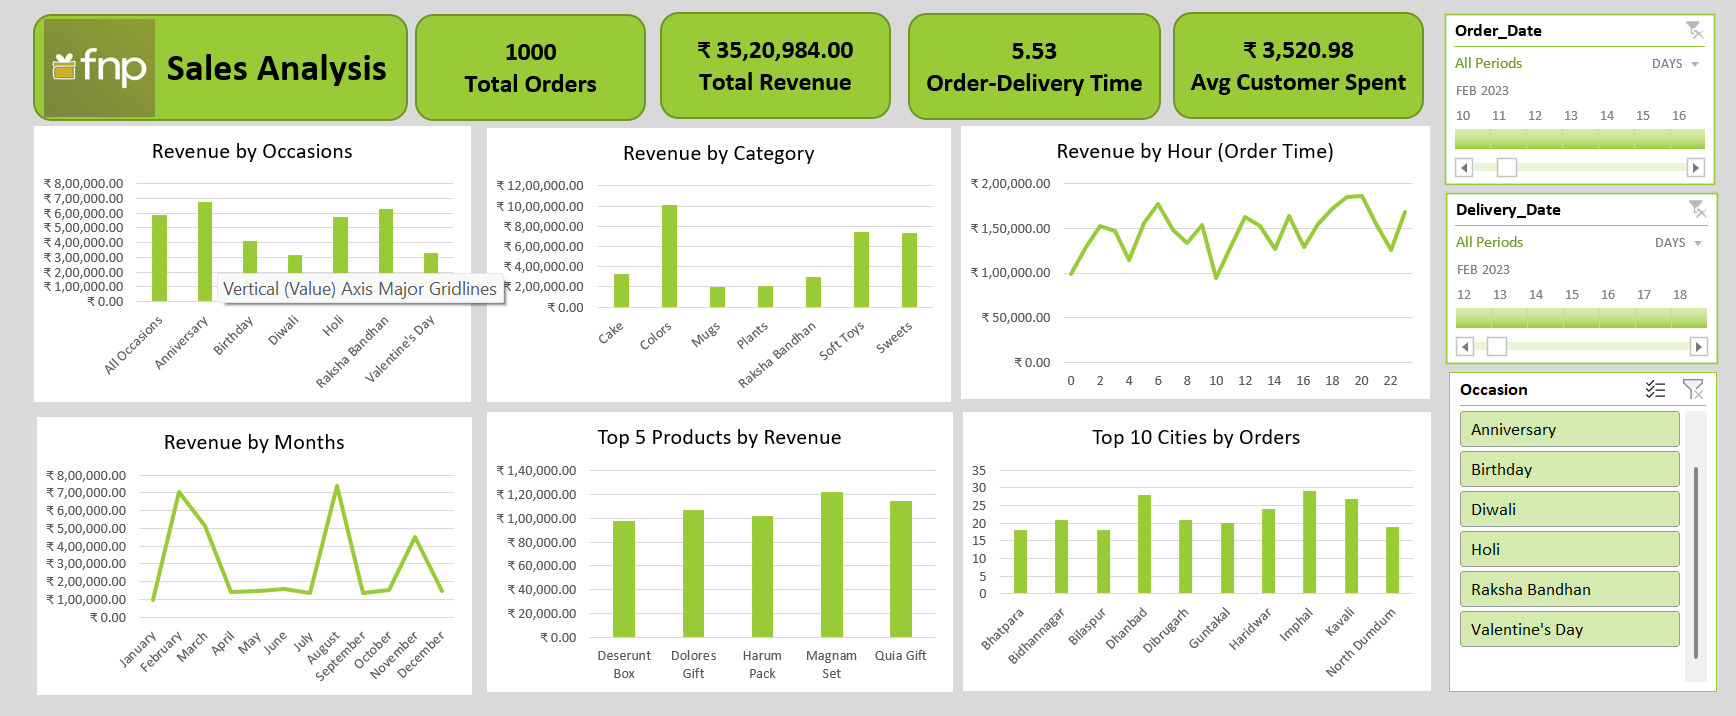 fnp
Sales Analysis
1000
Total Orders
₹ 35,20,984.00
Total Revenue
5.53
Order-Delivery Time
₹ 3,520.98
Avg Customer Spent
Order_Date
All Periods
DAYS
FEB 2023
10 11 12 13 14 15 16
Delivery_Date
All Periods
DAYS
FEB 2023
12 13 14 15 16 17 18
Occasion
Anniversary
Birthday
Diwali
Holi
Raksha Bandhan
Valentine's Day
Revenue by Occasions
₹ 8,00,000.00
₹ 7,00,000.00
₹ 6,00,000.00
₹ 5,00,000.00
₹ 4,00,000.00
₹ 3,00,000.00
₹ 2,00,000.00
₹ 1,00,000.00
₹ 0.00
All Occasions
Anniversary
Birthday
Diwali
Holi
Raksha Bandhan
Valentine's Day
Vertical (Value) Axis Major Gridlines
Revenue by Category
₹ 12,00,000.00
₹ 10,00,000.00
₹ 8,00,000.00
₹ 6,00,000.00
₹ 4,00,000.00
₹ 2,00,000.00
₹ 0.00
Cake
Colors
Mugs
Plants
Raksha Bandhan
Soft Toys
Sweets
Revenue by Hour (Order Time)
₹ 2,00,000.00
₹ 1,50,000.00
₹ 1,00,000.00
₹ 50,000.00
₹ 0.00
0 2 4 6 8 10 12 14 16 18 20 22
Revenue by Months
₹ 8,00,000.00
₹ 7,00,000.00
₹ 6,00,000.00
₹ 5,00,000.00
₹ 4,00,000.00
₹ 3,00,000.00
₹ 2,00,000.00
₹ 1,00,000.00
₹ 0.00
January
February
March
April
May
June
July
August
September
October
November
December
Top 5 Products by Revenue
₹ 1,40,000.00
₹ 1,20,000.00
₹ 1,00,000.00
₹ 80,000.00
₹ 60,000.00
₹ 40,000.00
₹ 20,000.00
₹ 0.00
Deserunt
Box
Dolores
Gift
Harum
Pack
Magnam
Set
Quia Gift
Top 10 Cities by Orders
35
30
25
20
15
10
5
0
Bhatpara
Bidhannagar
Bilaspur
Dhanbad
Dibrugarh
Guntakal
Haridwar
Imphal
Kavali
North Dumdum